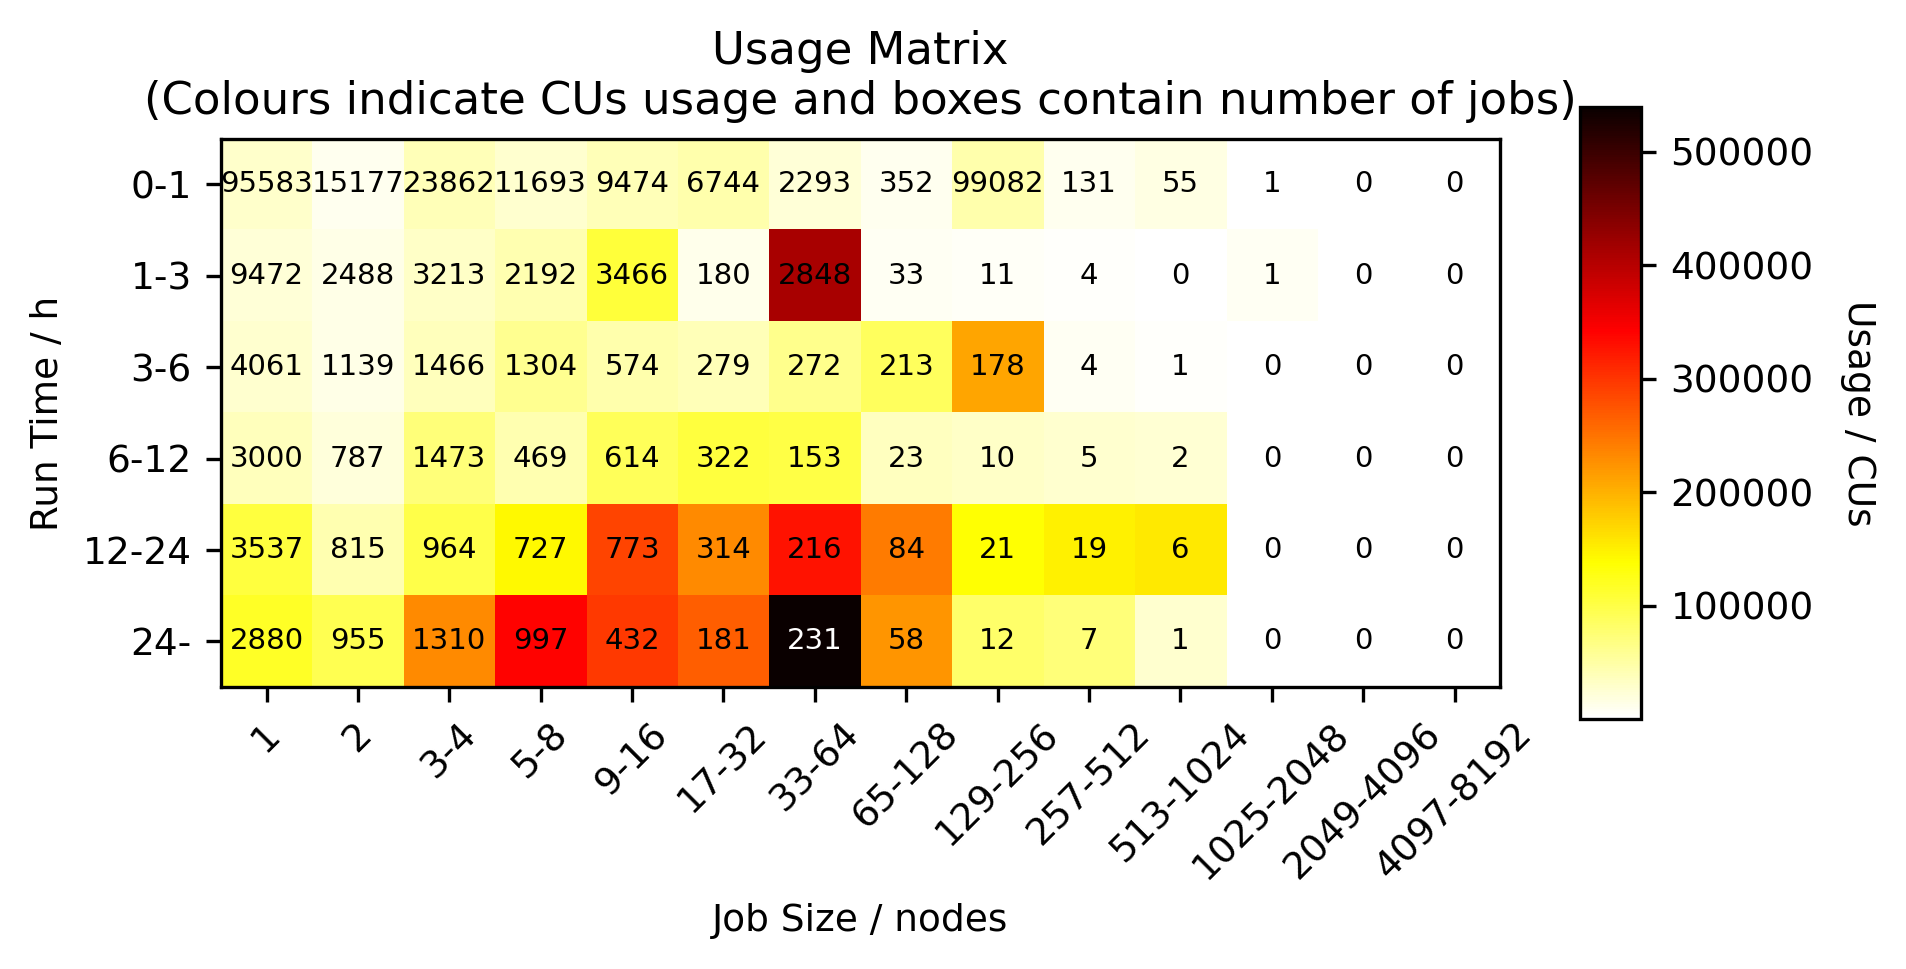 Usage Matrix
(Colours indicate CUs usage and boxes contain number of jobs)
0-1 95583 15177 23862 11693 9474 6744 2293 352 99082 131 55 1 0 0
1-3 9472 2488 3213 2192 3466 180 2848 33 11 4 0 1 0 0
3-6 4061 1139 1466 1304 574 279 272 213 178 4 1 0 0 0
6-12 3000 787 1473 469 614 322 153 23 10 5 2 0 0 0
12-24 3537 815 964 727 773 314 216 84 21 19 6 0 0 0
24- 2880 955 1310 997 432 181 231 58 12 7 1 0 0 0
Run Time / h
1 2 3-4 5-8 9-16 17-32 33-64 65-128 129-256 257-512 513-1024 1025-2048 2049-4096 4097-8192
Job Size / nodes
500000
400000
300000
200000
100000
Usage / CUs